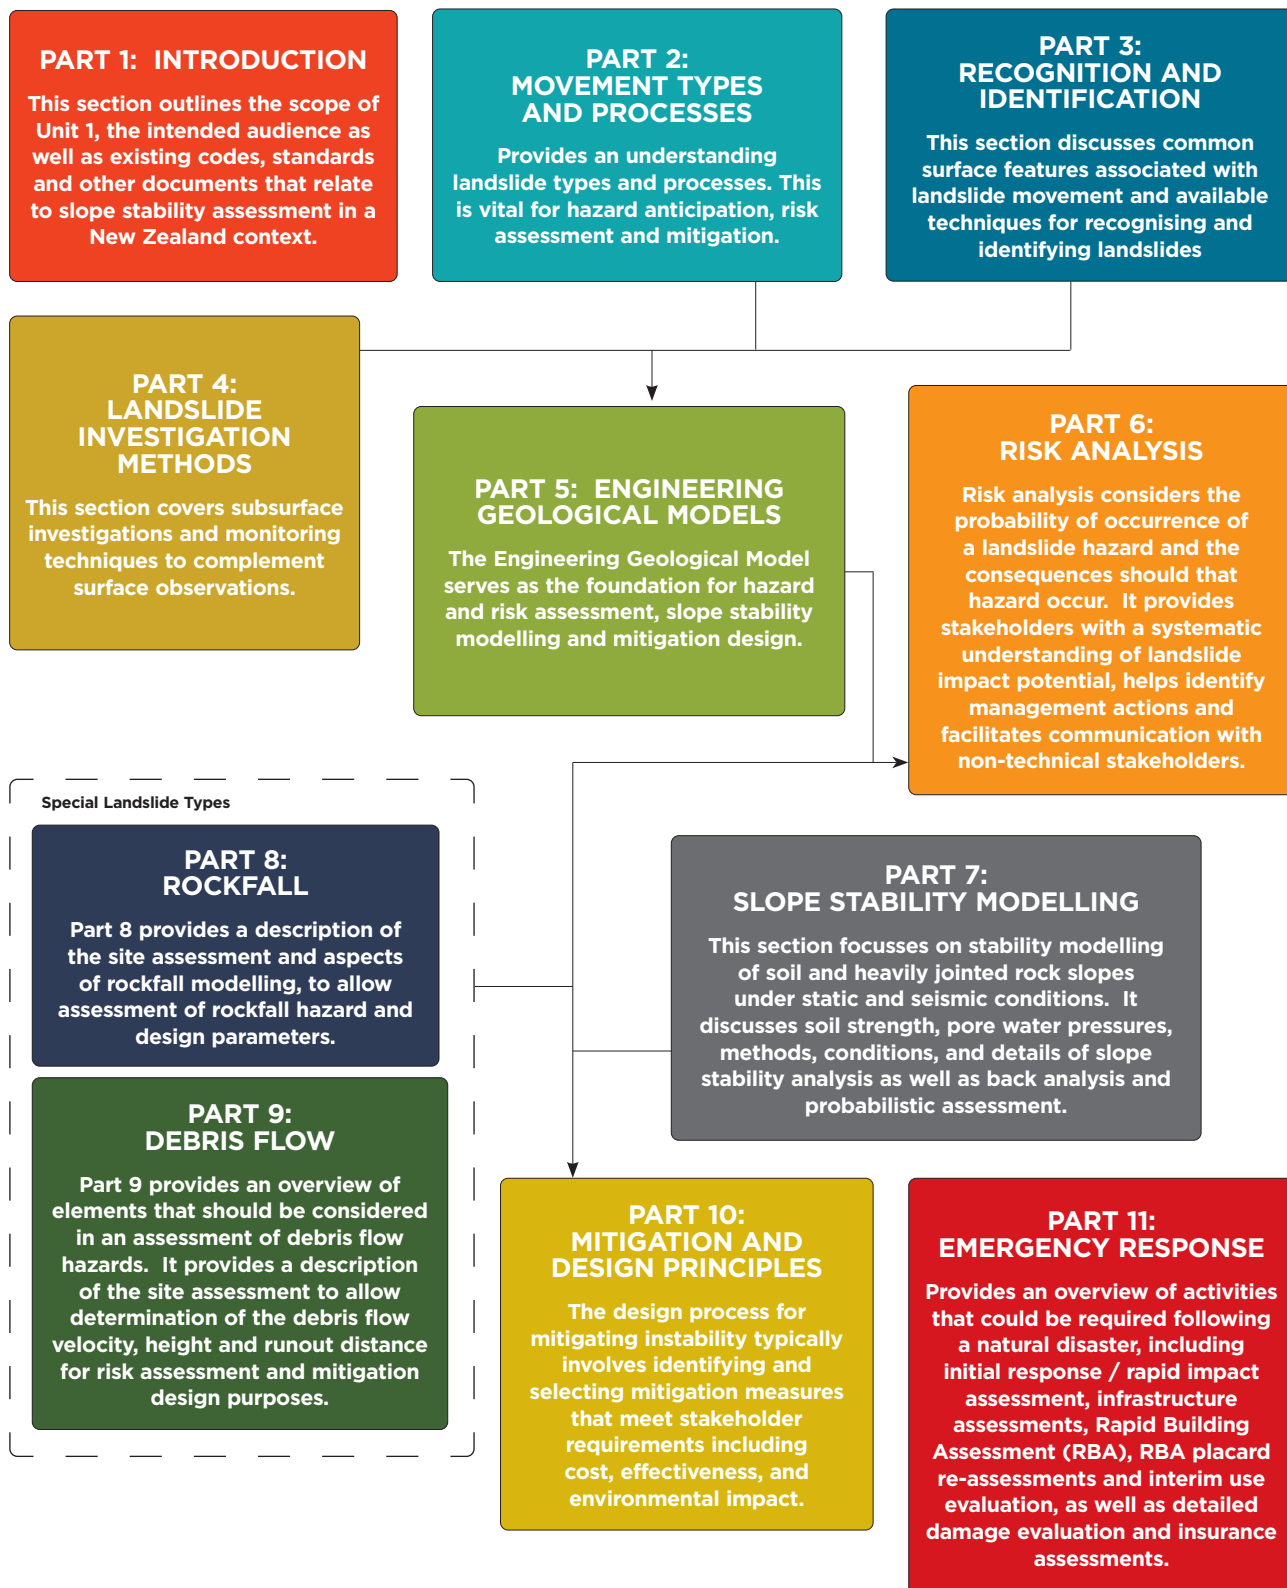 PART 1: INTRODUCTION
This section outlines the scope of
Unit 1, the intended audience as
well as existing codes, standards
and other documents that relate
to slope stability assessment in a
New Zealand context.
PART 2:
MOVEMENT TYPES
AND PROCESSES
Provides an understanding
landslide types and processes. This
is vital for hazard anticipation, risk
assessment and mitigation.
PART 3:
RECOGNITION AND
IDENTIFICATION
This section discusses common
surface features associated with
landslide movement and available
techniques for recognising and
identifying landslides
PART 4:
LANDSLIDE
INVESTIGATION
METHODS
This section covers subsurface
investigations and monitoring
techniques to complement
surface observations.
PART 5: ENGINEERING
GEOLOGICAL MODELS
The Engineering Geological Model
serves as the foundation for hazard
and risk assessment, slope stability
modelling and mitigation design.
PART 6:
RISK ANALYSIS
Risk analysis considers the
probability of occurrence of
a landslide hazard and the
consequences should that
hazard occur. It provides
stakeholders with a systematic
understanding of landslide
impact potential, helps identify
management actions and
facilitates communication with
non-technical stakeholders.
Special Landslide Types
PART 8:
ROCKFALL
Part 8 provides a description of
the site assessment and aspects
of rockfall modelling, to allow
assessment of rockfall hazard and
design parameters.
PART 7:
SLOPE STABILITY MODELLING
This section focusses on stability modelling
of soil and heavily jointed rock slopes
under static and seismic conditions. It
discusses soil strength, pore water pressures,
methods, conditions, and details of slope
stability analysis as well as back analysis and
probabilistic assessment.
PART 9:
DEBRIS FLOW
Part 9 provides an overview of
elements that should be considered
in an assessment of debris flow
hazards. It provides a description
of the site assessment to allow
determination of the debris flow
velocity, height and runout distance
for risk assessment and mitigation
design purposes.
PART 10:
MITIGATION AND
DESIGN PRINCIPLES
The design process for
mitigating instability typically
involves identifying and
selecting mitigation measures
that meet stakeholder
requirements including
cost, effectiveness, and
environmental impact.
PART 11:
EMERGENCY RESPONSE
Provides an overview of activities
that could be required following
a natural disaster, including
initial response / rapid impact
assessment, infrastructure
assessments, Rapid Building
Assessment (RBA), RBA placard
re-assessments and interim use
evaluation, as well as detailed
damage evaluation and insurance
assessments.